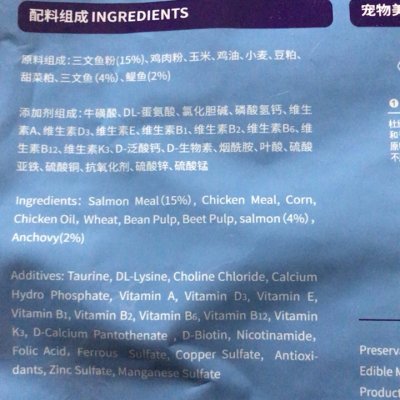 配料组成 INGREDIENTS
宠物美
原料组成：三文鱼粉(15%)、鸡肉粉、玉米、鸡油、小麦、豆粕、
甜菜粕、三文鱼(4%)、鳀鱼(2%)
添加剂组成：牛磺酸、DL-蛋氨酸、氯化胆碱、磷酸氢钙、维生
素A、维生素D3、维生素E、维生素B1、维生素B2、维生素B6、维
生素B12、维生素K3、D-泛酸钙、D-生物素、烟酰胺、叶酸、硫酸
亚铁、硫酸铜、抗氧化剂、硫酸锌、硫酸锰
Ingredients: Salmon Meal(15%), Chicken Meal, Corn,
Chicken Oil, Wheat, Bean Pulp, Beet Pulp, salmon (4%),
Anchovy(2%)
Additives: Taurine, DL-Lysine, Choline Chloride, Calcium
Hydro Phosphate, Vitamin A, Vitamin D3, Vitamin E,
Vitamin B1, Vitamin B2, Vitamin B6, Vitamin B12, Vitamin
K3, D-Calcium Pantothenate , D-Biotin, Nicotinamide,
Folic Acid, Ferrous Sulfate, Copper Sulfate, Antioxi-
dants, Zinc Sulfate, Manganese Sulfate
Preserva
Edible M
Product